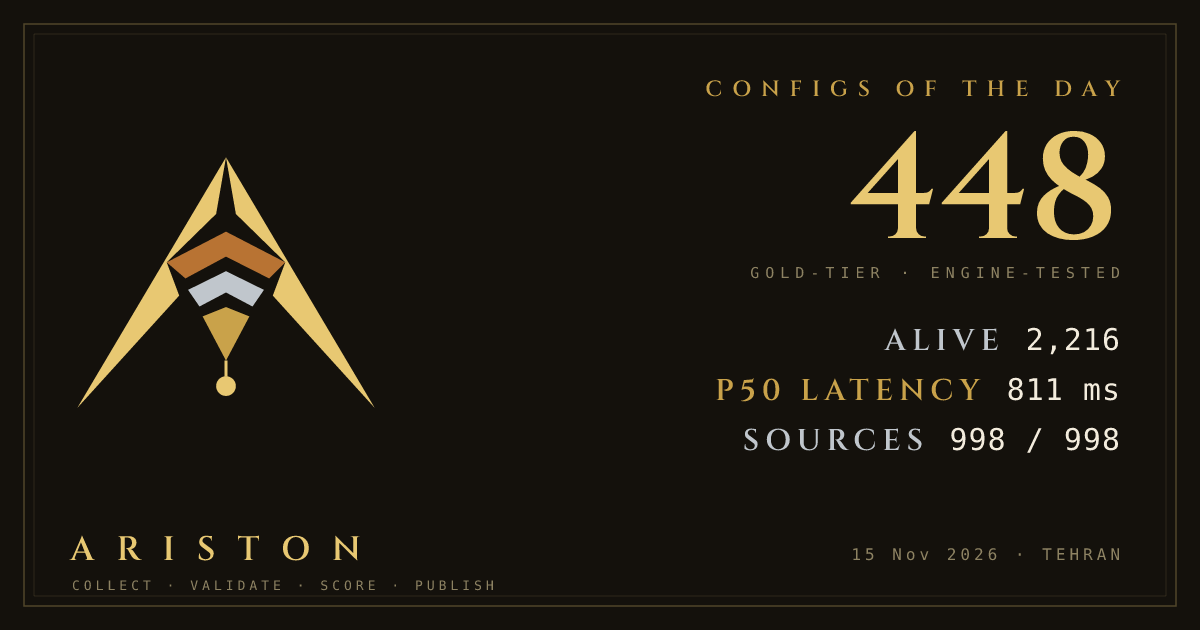 CONFIGS OF THE DAY
448
GOLD-TIER · ENGINE-TESTED
ALIVE 2,216
P50 LATENCY 811 ms
SOURCES 998 / 998
ARISTON
COLLECT · VALIDATE · SCORE · PUBLISH
15 Nov 2026 · TEHRAN